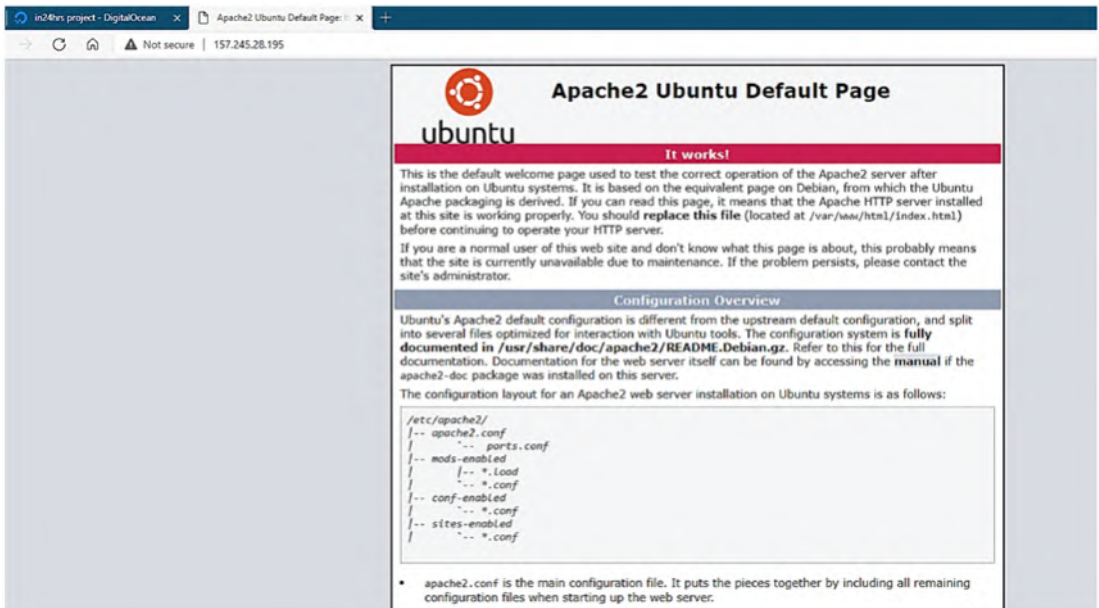 in24hrs project - DigitalOcean
Apache2 Ubuntu Default Page: It
Not secure | 157.245.28.195
Apache2 Ubuntu Default Page
ubuntu
It works!
This is the default welcome page used to test the correct operation of the Apache2 server after
installation on Ubuntu systems. It is based on the equivalent page on Debian, from which the Ubuntu
Apache packaging is derived. If you can read this page, it means that the Apache HTTP server installed
at this site is working properly. You should replace this file (located at /var/www/html/index.html)
before continuing to operate your HTTP server.
If you are a normal user of this web site and don't know what this page is about, this probably means
that the site is currently unavailable due to maintenance. If the problem persists, please contact the
site's administrator.
Configuration Overview
Ubuntu's Apache2 default configuration is different from the upstream default configuration, and split
into several files optimized for interaction with Ubuntu tools. The configuration system is fully
documented in /usr/share/doc/apache2/README.Debian.gz. Refer to this for the full
documentation. Documentation for the web server itself can be found by accessing the manual if the
apache2-doc package was installed on this server.
The configuration layout for an Apache2 web server installation on Ubuntu systems is as follows:
/etc/apache2/
|-- apache2.conf
|       `-- ports.conf
|-- mods-enabled
|       |-- *.load
|       `-- *.conf
|-- conf-enabled
|       `-- *.conf
|-- sites-enabled
|       `-- *.conf
• apache2.conf is the main configuration file. It puts the pieces together by including all remaining
configuration files when starting up the web server.